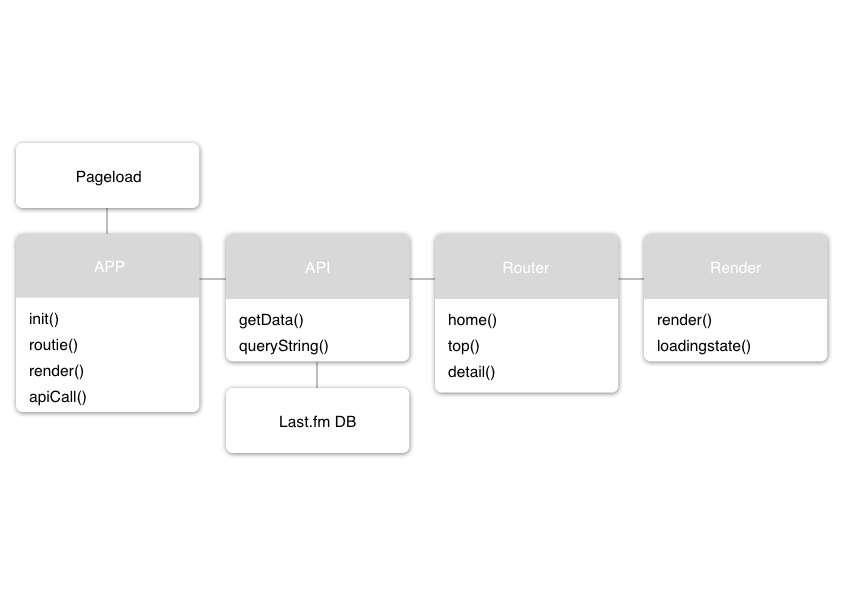 Pageload
APP
init()
routie()
render()
apiCall()
API
getData()
queryString()
Last.fm DB
Router
home()
top()
detail()
Render
render()
loadingstate()